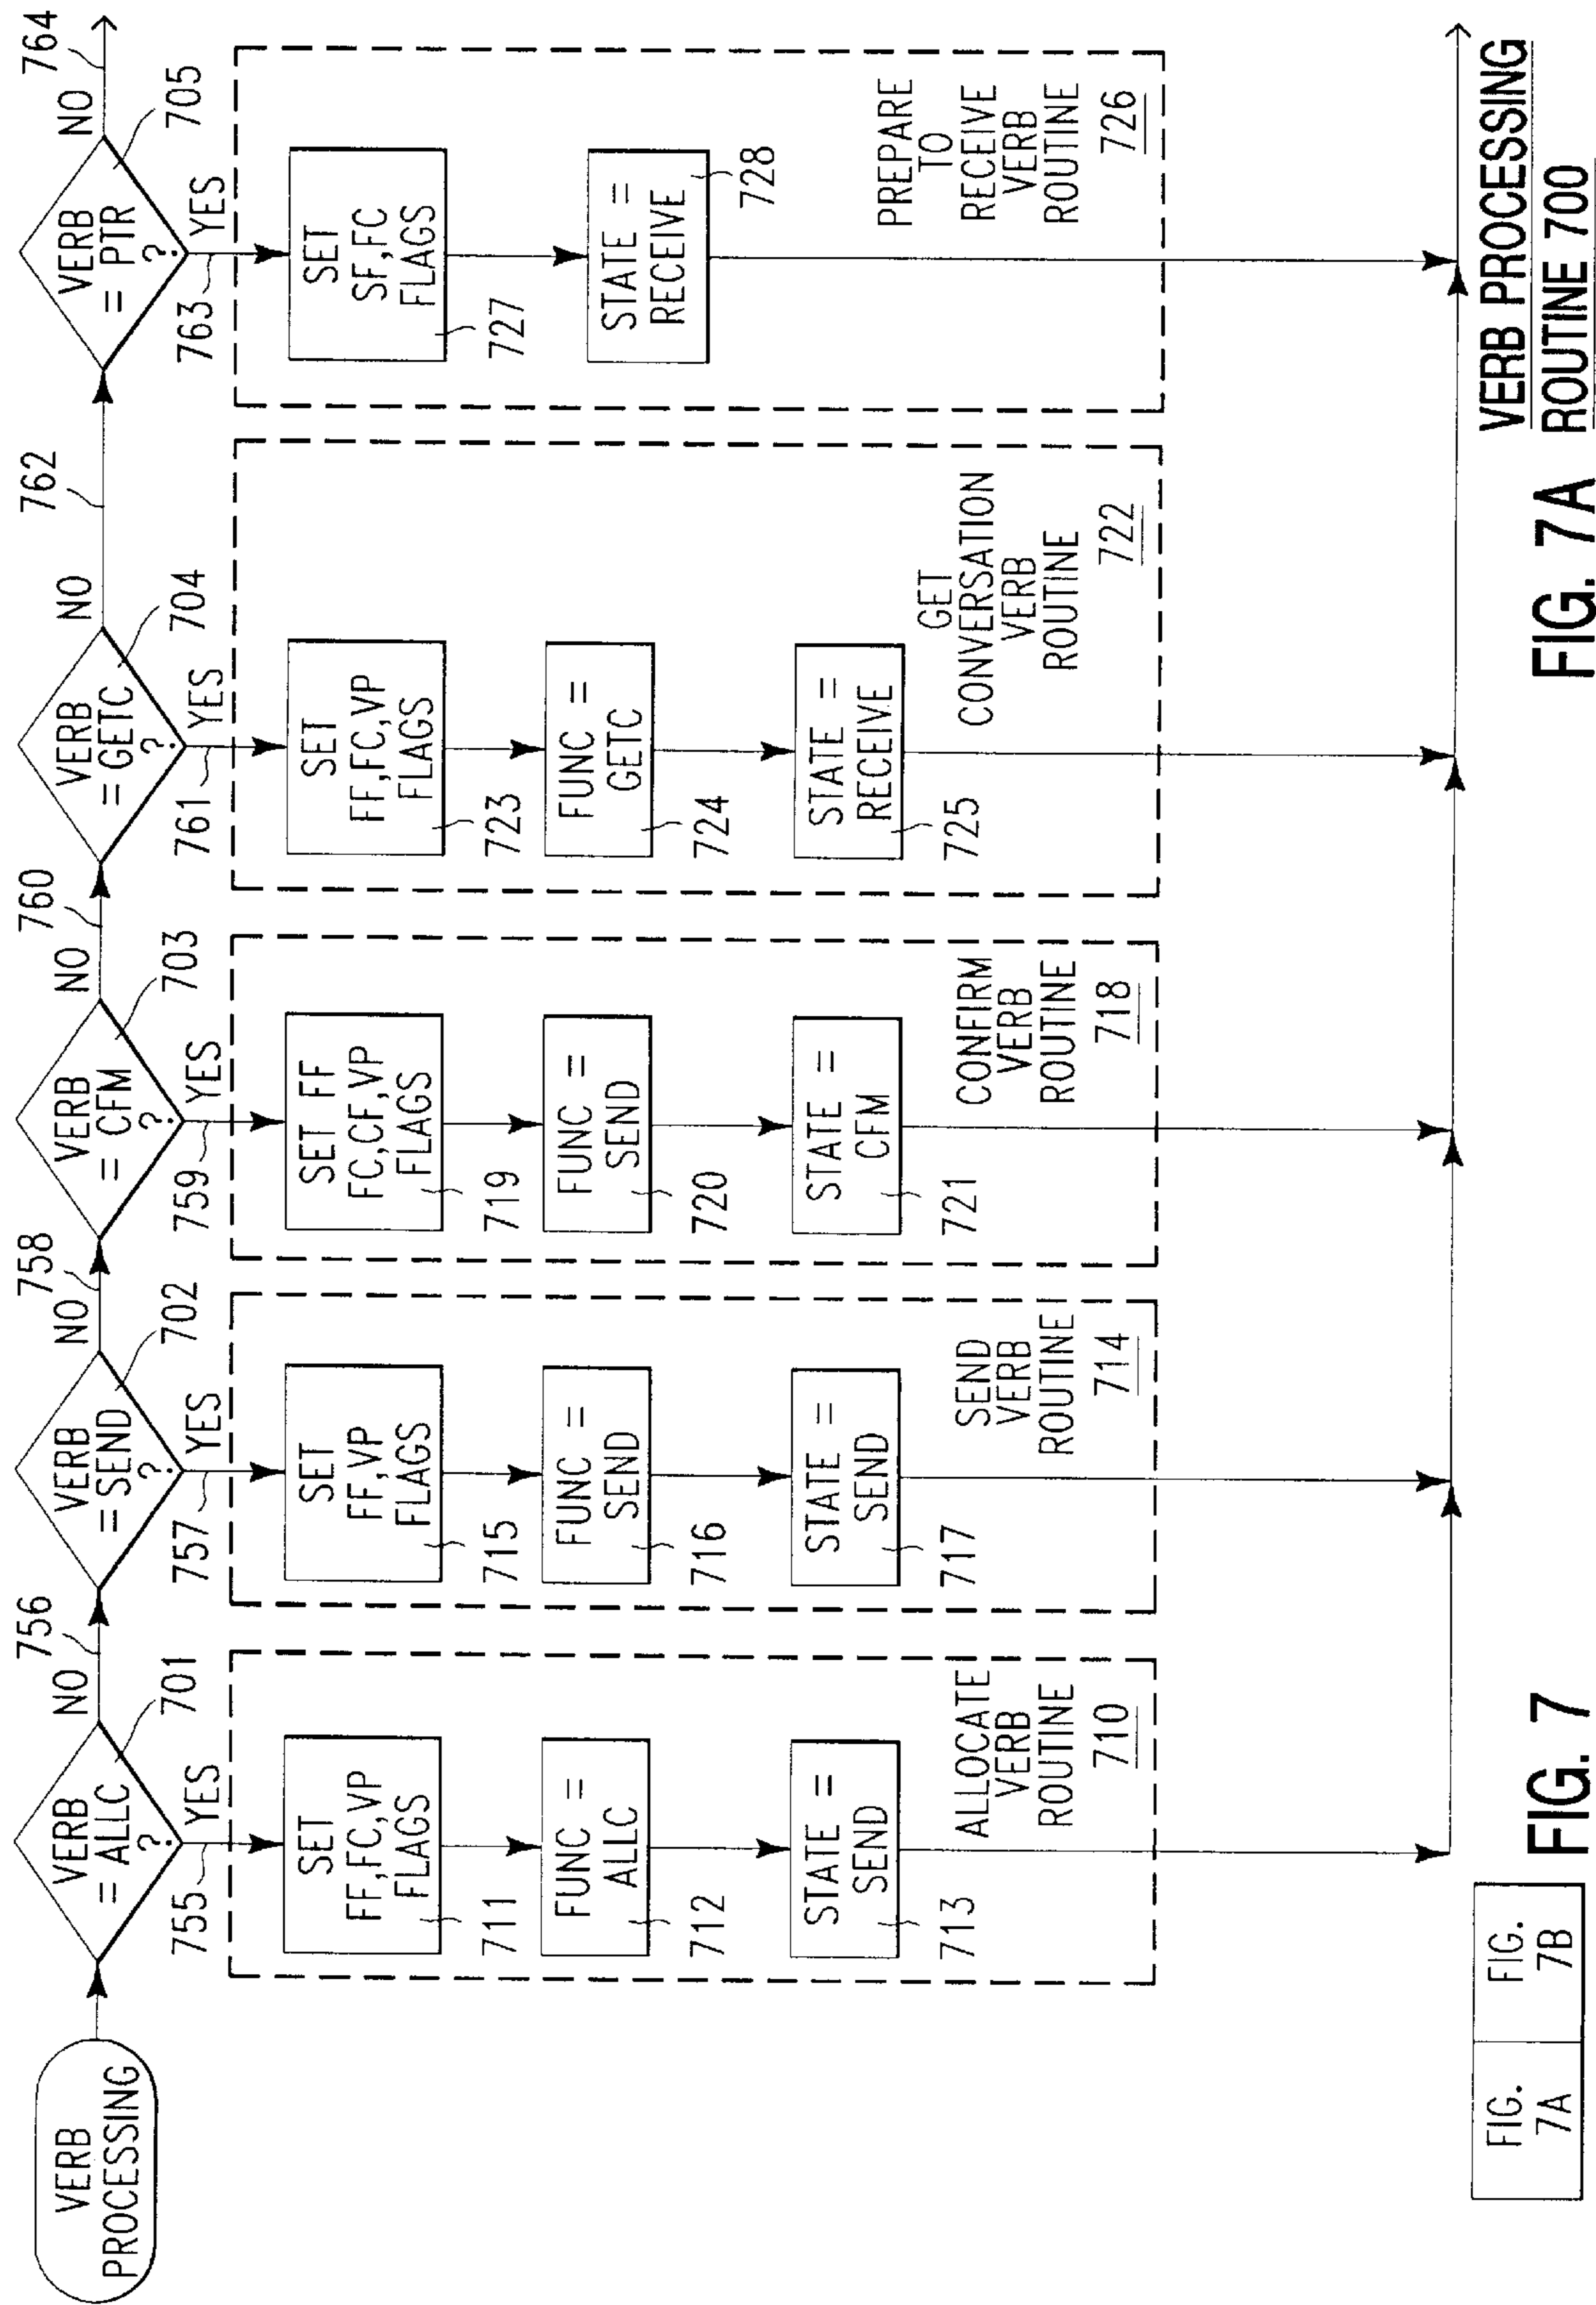 VERB
PROCESSING
VERB
= ALLC
?
701
NO
756
755
YES
SET
FF,FC,VP
FLAGS
711
FUNC =
ALLC
712
STATE =
SEND
713
ALLOCATE
VERB
ROUTINE
710
VERB
= SEND
?
702
NO
758
757
YES
SET
FF,VP
FLAGS
715
FUNC =
SEND
716
STATE =
SEND
717
SEND
VERB
ROUTINE
714
VERB
= CFM
?
703
NO
760
759
YES
SET FF
FC,CF,VP
FLAGS
719
FUNC =
SEND
720
STATE =
CFM
721
CONFIRM
VERB
ROUTINE
718
VERB
= GETC
?
704
NO
762
761
YES
SET
FF,FC,VP
FLAGS
723
FUNC =
GETC
724
STATE =
RECEIVE
725
GET
CONVERSATION
VERB
ROUTINE
722
VERB
= PTR
?
705
NO
764
763
YES
SET
SF,FC
FLAGS
727
STATE =
RECEIVE
728
PREPARE
TO
RECEIVE
VERB
ROUTINE
726
FIG.
7A
FIG.
7B
FIG. 7
FIG. 7A
VERB PROCESSING
ROUTINE 700